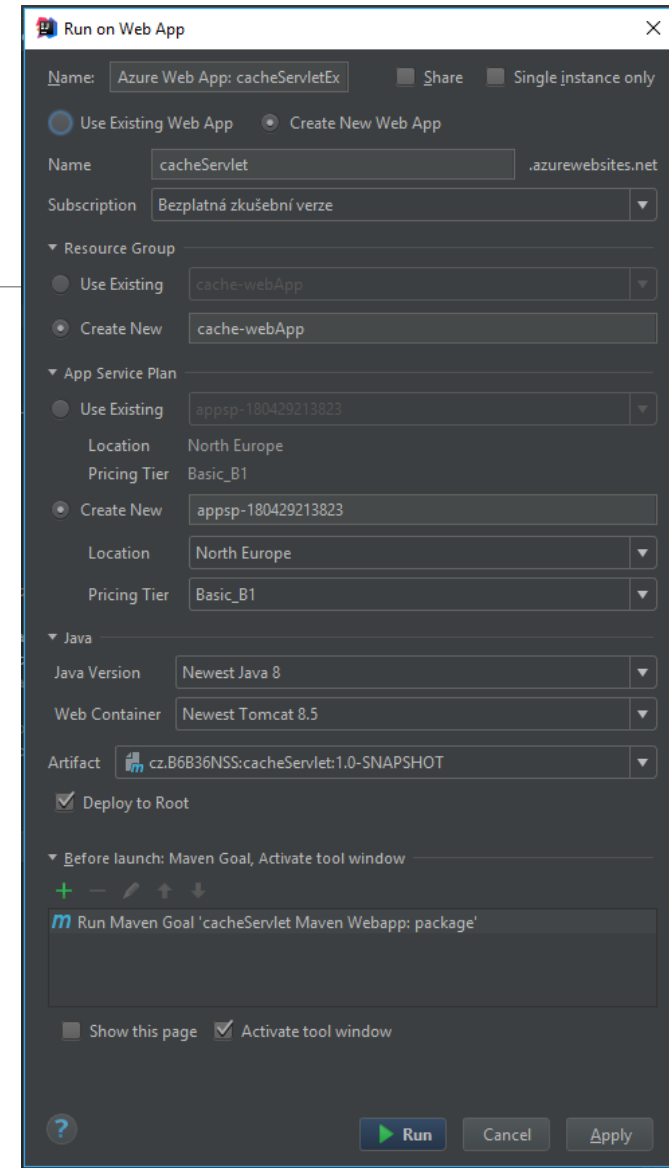 Run on Web App
Name: Azure Web App: cacheServletEx Share Single instance only
Use Existing Web App Create New Web App
Name cacheServlet .azurewebsites.net
Subscription Bezplatná zkušební verze
Resource Group
Use Existing cache-webApp
Create New cache-webApp
App Service Plan
Use Existing appsp-180429213823
Location North Europe
Pricing Tier Basic_B1
Create New appsp-180429213823
Location North Europe
Pricing Tier Basic_B1
Java
Java Version Newest Java 8
Web Container Newest Tomcat 8.5
Artifact cz.B6B36NSS:cacheServlet:1.0-SNAPSHOT
Deploy to Root
Before launch: Maven Goal, Activate tool window
Run Maven Goal 'cacheServlet Maven Webapp: package'
Show this page Activate tool window
? Run Cancel Apply